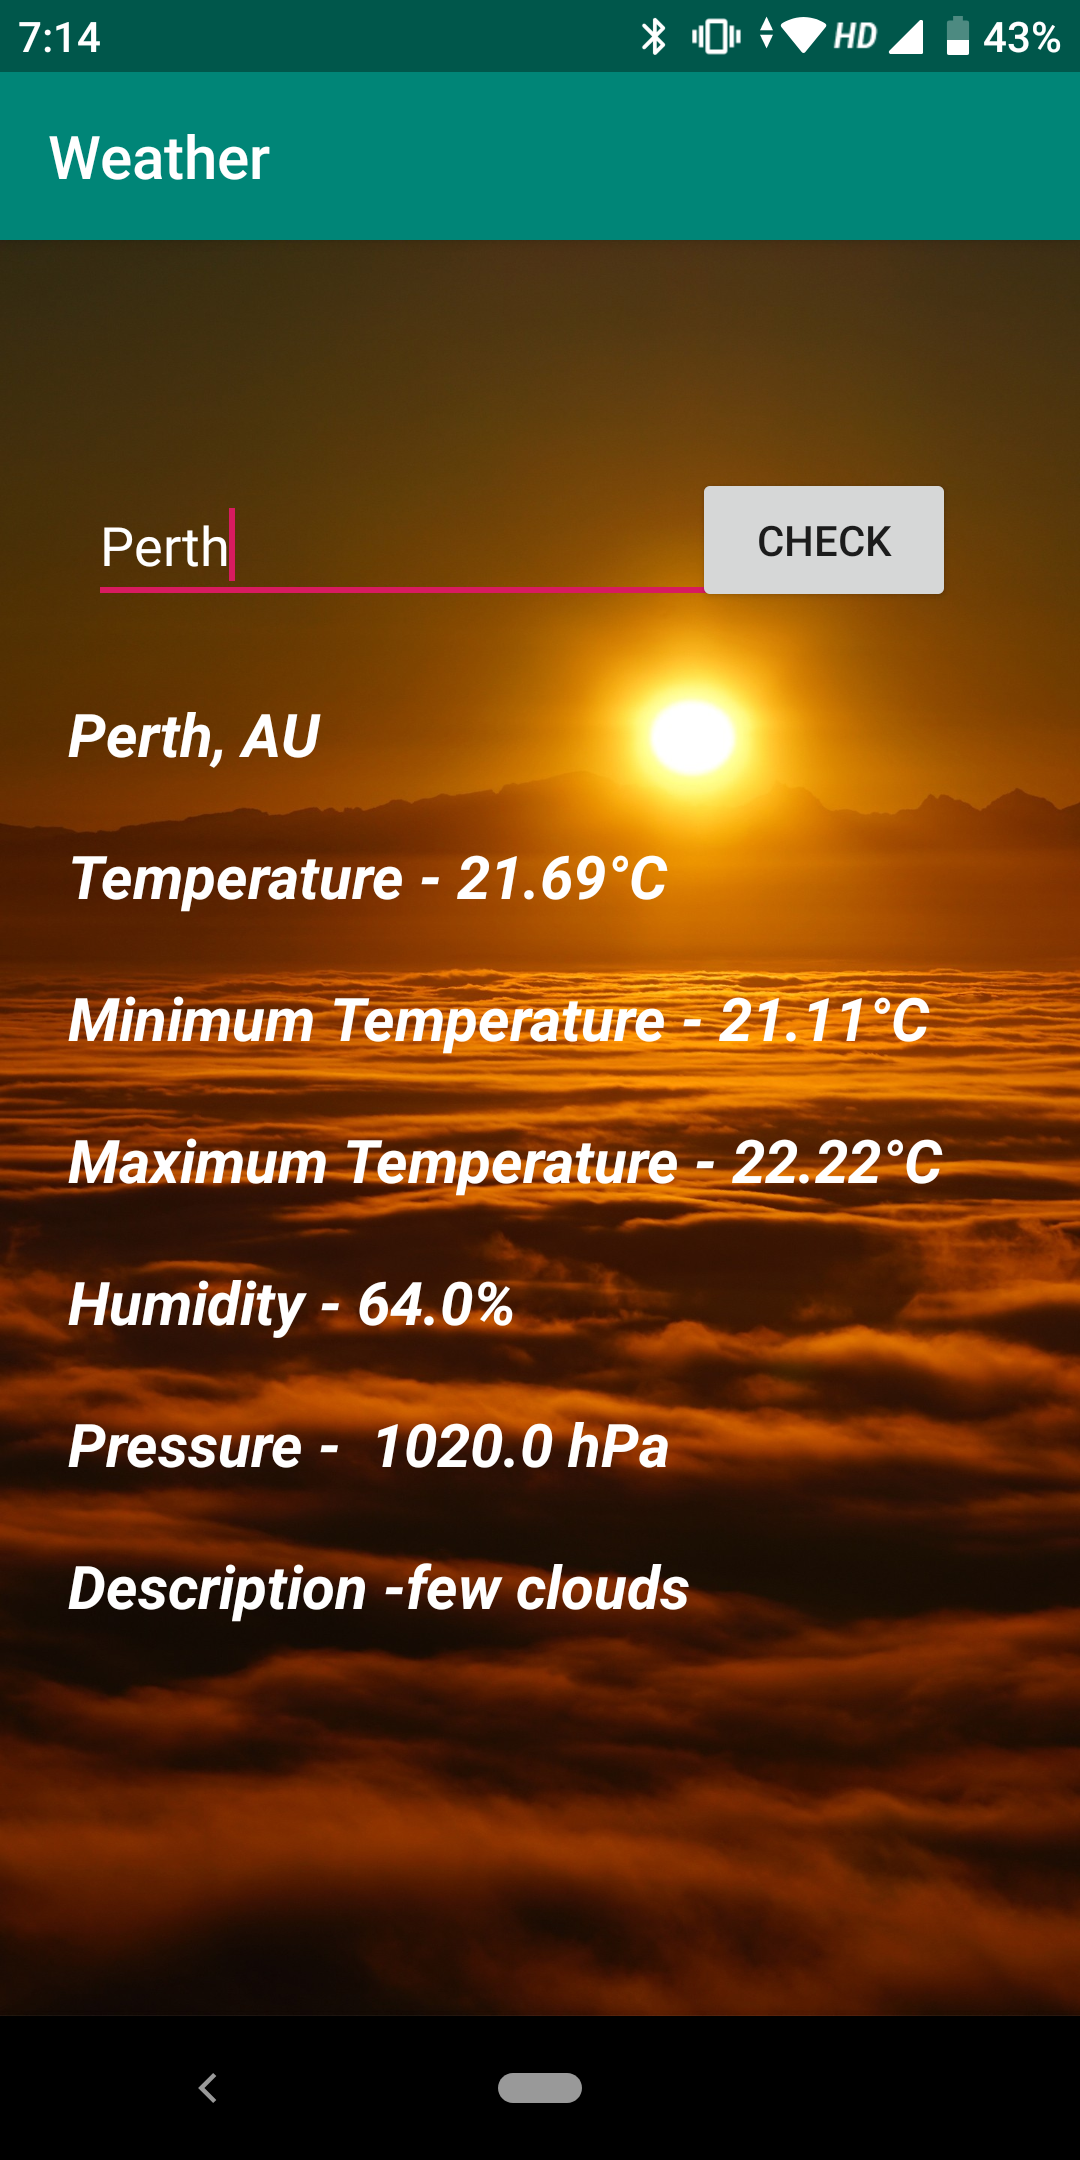 7:14 HD 43%
Weather
Perth CHECK
Perth, AU
Temperature - 21.69°C
Minimum Temperature - 21.11°C
Maximum Temperature - 22.22°C
Humidity - 64.0%
Pressure -  1020.0 hPa
Description -few clouds